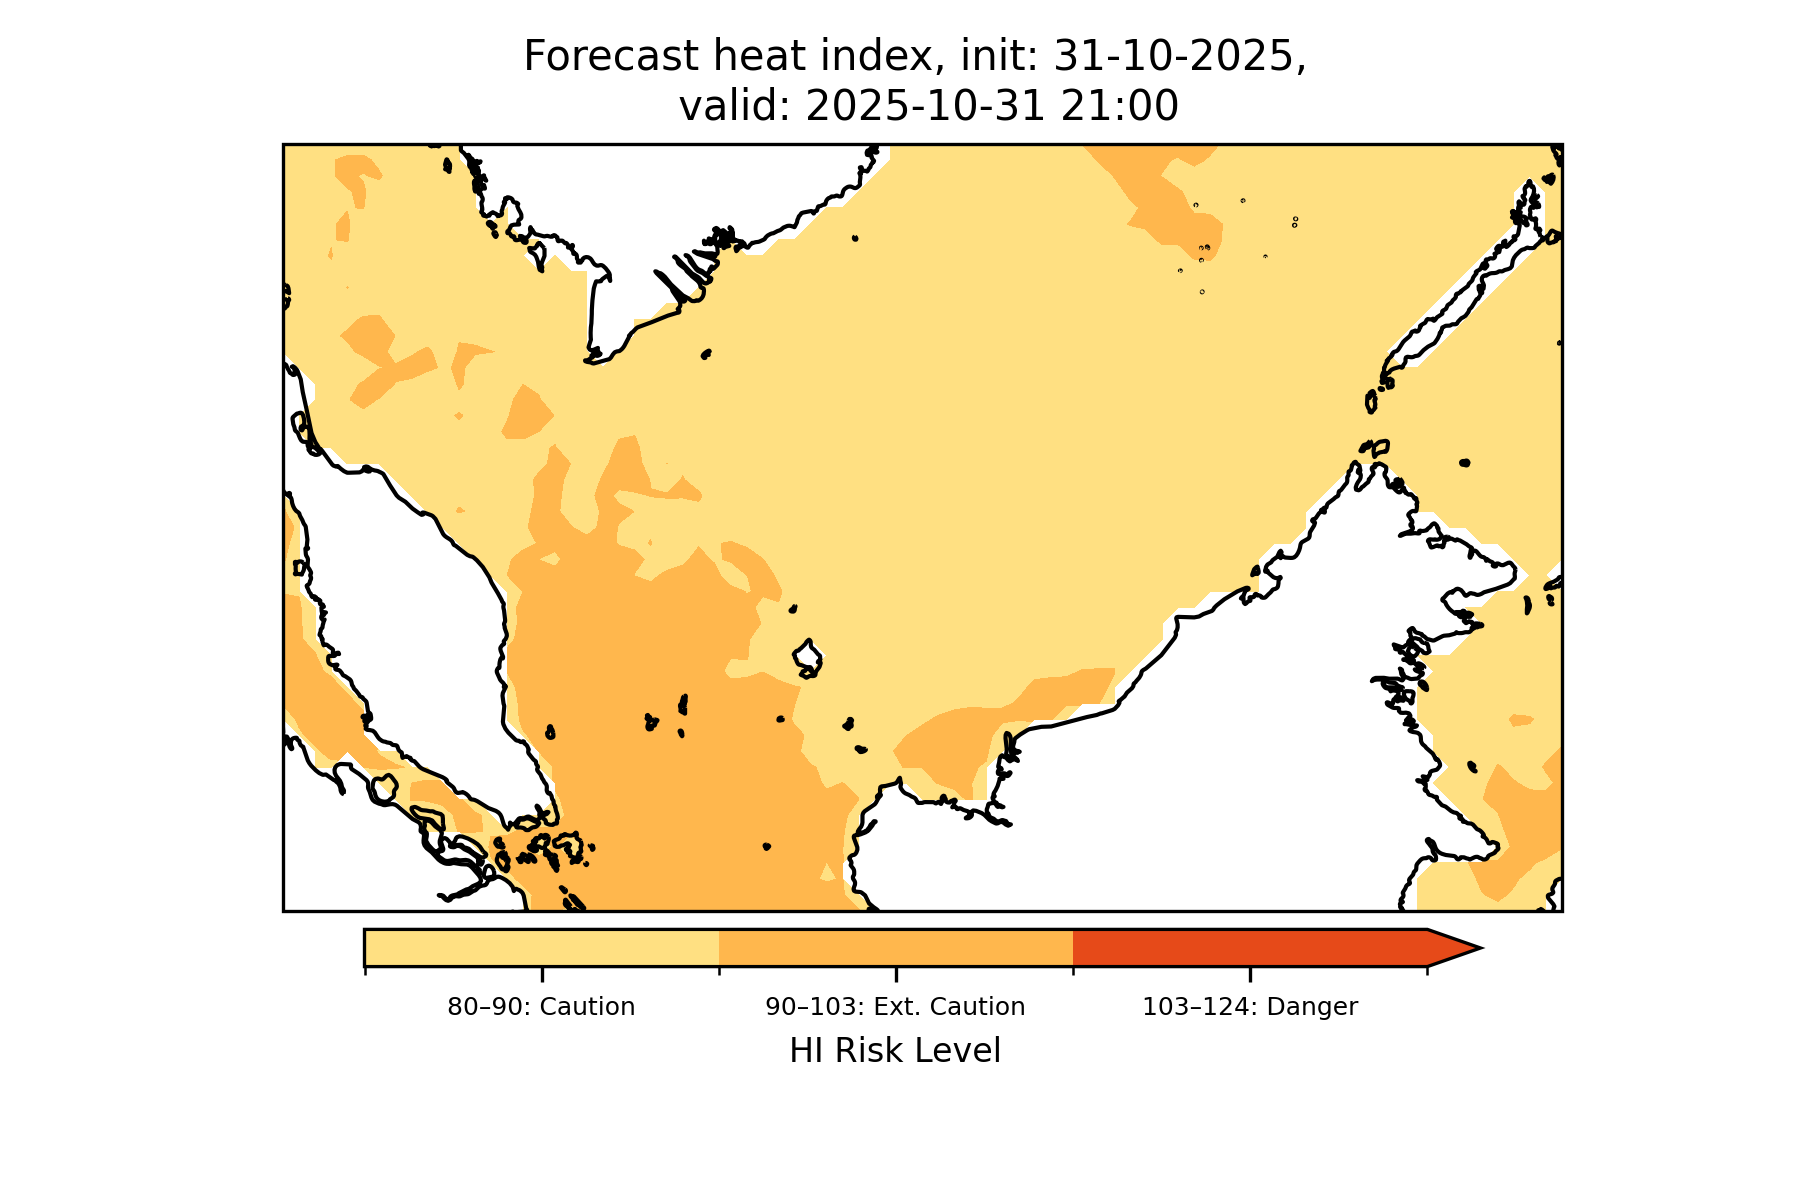 Forecast heat index, init: 31-10-2025,
valid: 2025-10-31 21:00
80–90: Caution
90–103: Ext. Caution
103–124: Danger
HI Risk Level